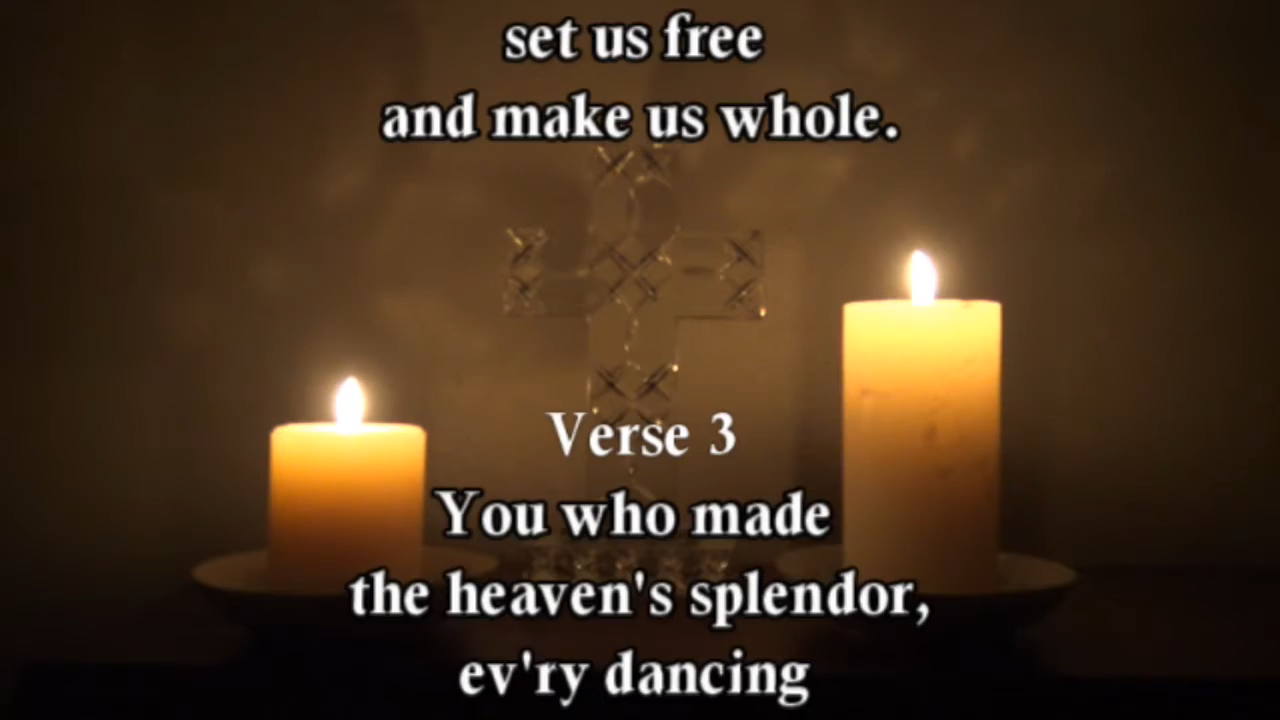 set us free
and make us whole.
Verse 3
You who made
the heaven's splendor,
ev'ry dancing